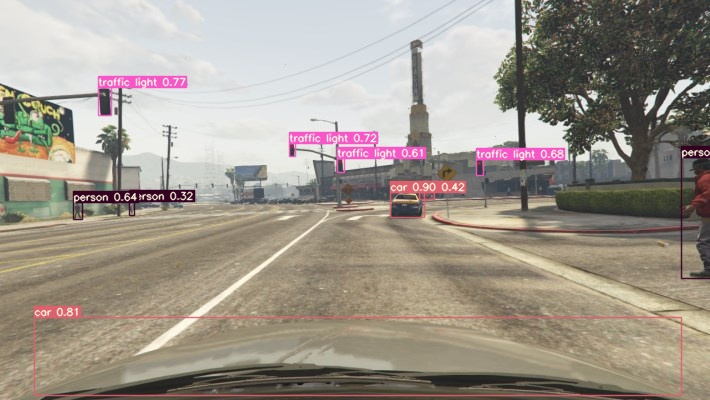 traffic light 0.77
traffic light 0.72
traffic light 0.61
traffic light 0.68
perso
person 0.64
erson 0.32
car 0.90
0.42
car 0.81